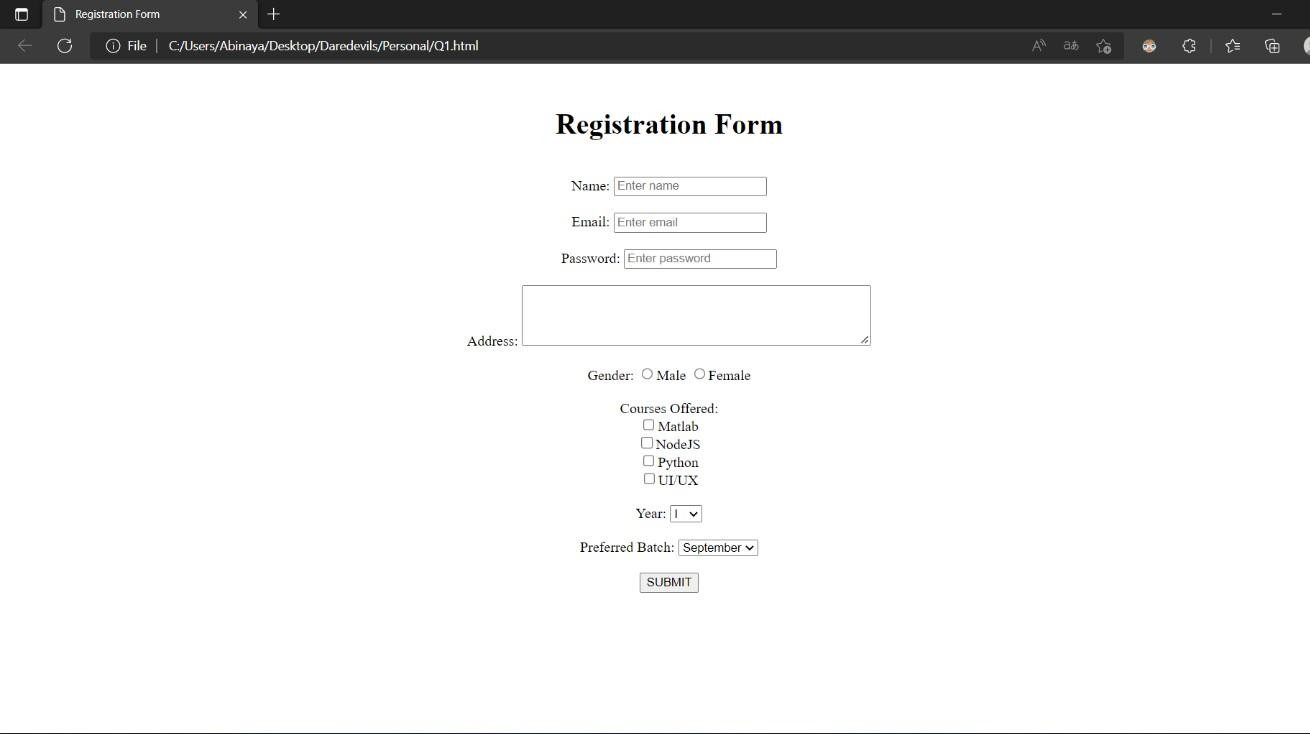 Registration Form
File | C:/Users/Abinaya/Desktop/Daredevils/Personal/Q1.html
Registration Form
Name: Enter name
Email: Enter email
Password: Enter password
Address:
Gender: Male Female
Courses Offered:
Matlab
NodeJS
Python
UI/UX
Year: I
Preferred Batch: September
SUBMIT